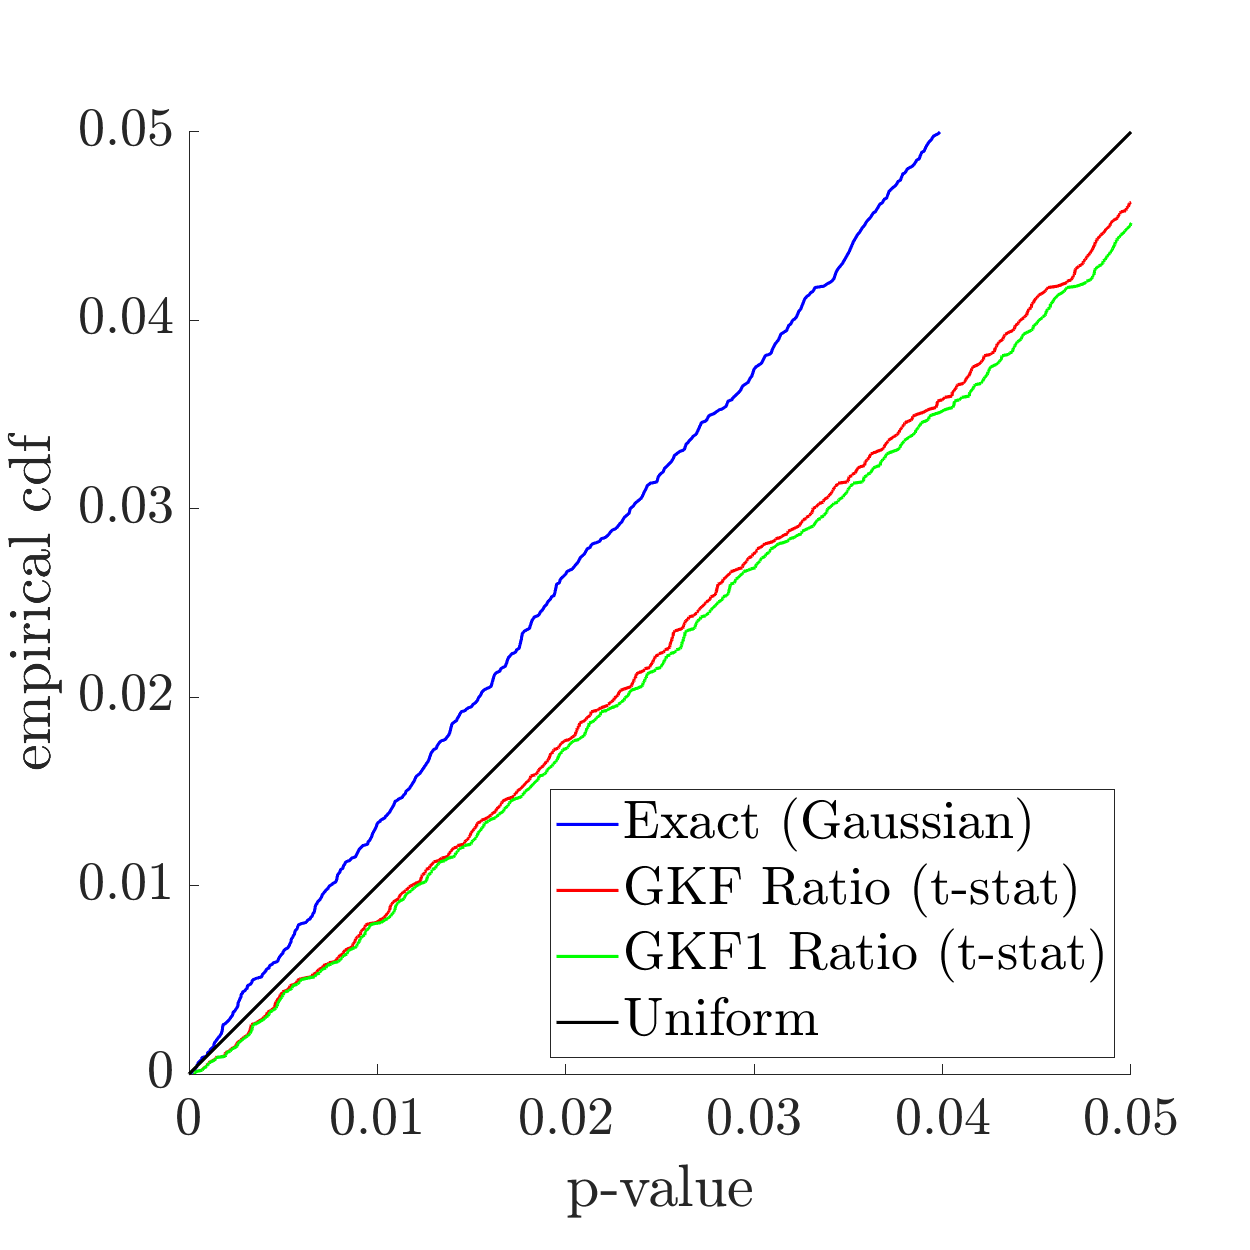 0.05
0.04
0.03
0.02
0.01
0
empirical cdf
Exact (Gaussian)
GKF Ratio (t-stat)
GKF1 Ratio (t-stat)
Uniform
0 0.01 0.02 0.03 0.04 0.05
p-value